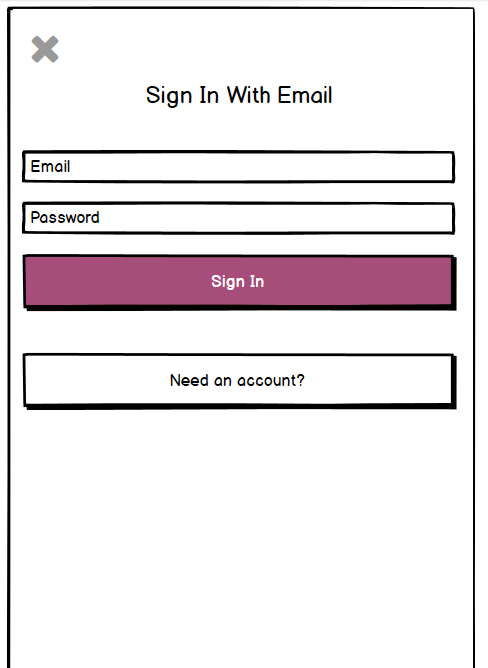 Sign In With Email
Email
Password
Sign In
Need an account?